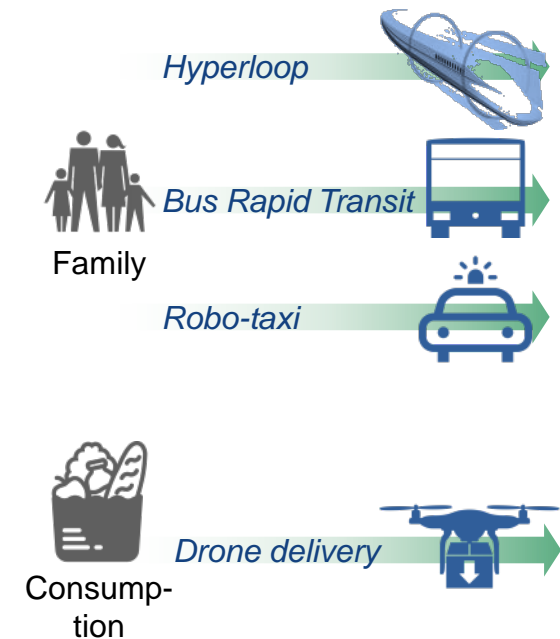 Hyperloop
Bus Rapid Transit
Family
Robo-taxi
Drone delivery
Consump-
tion